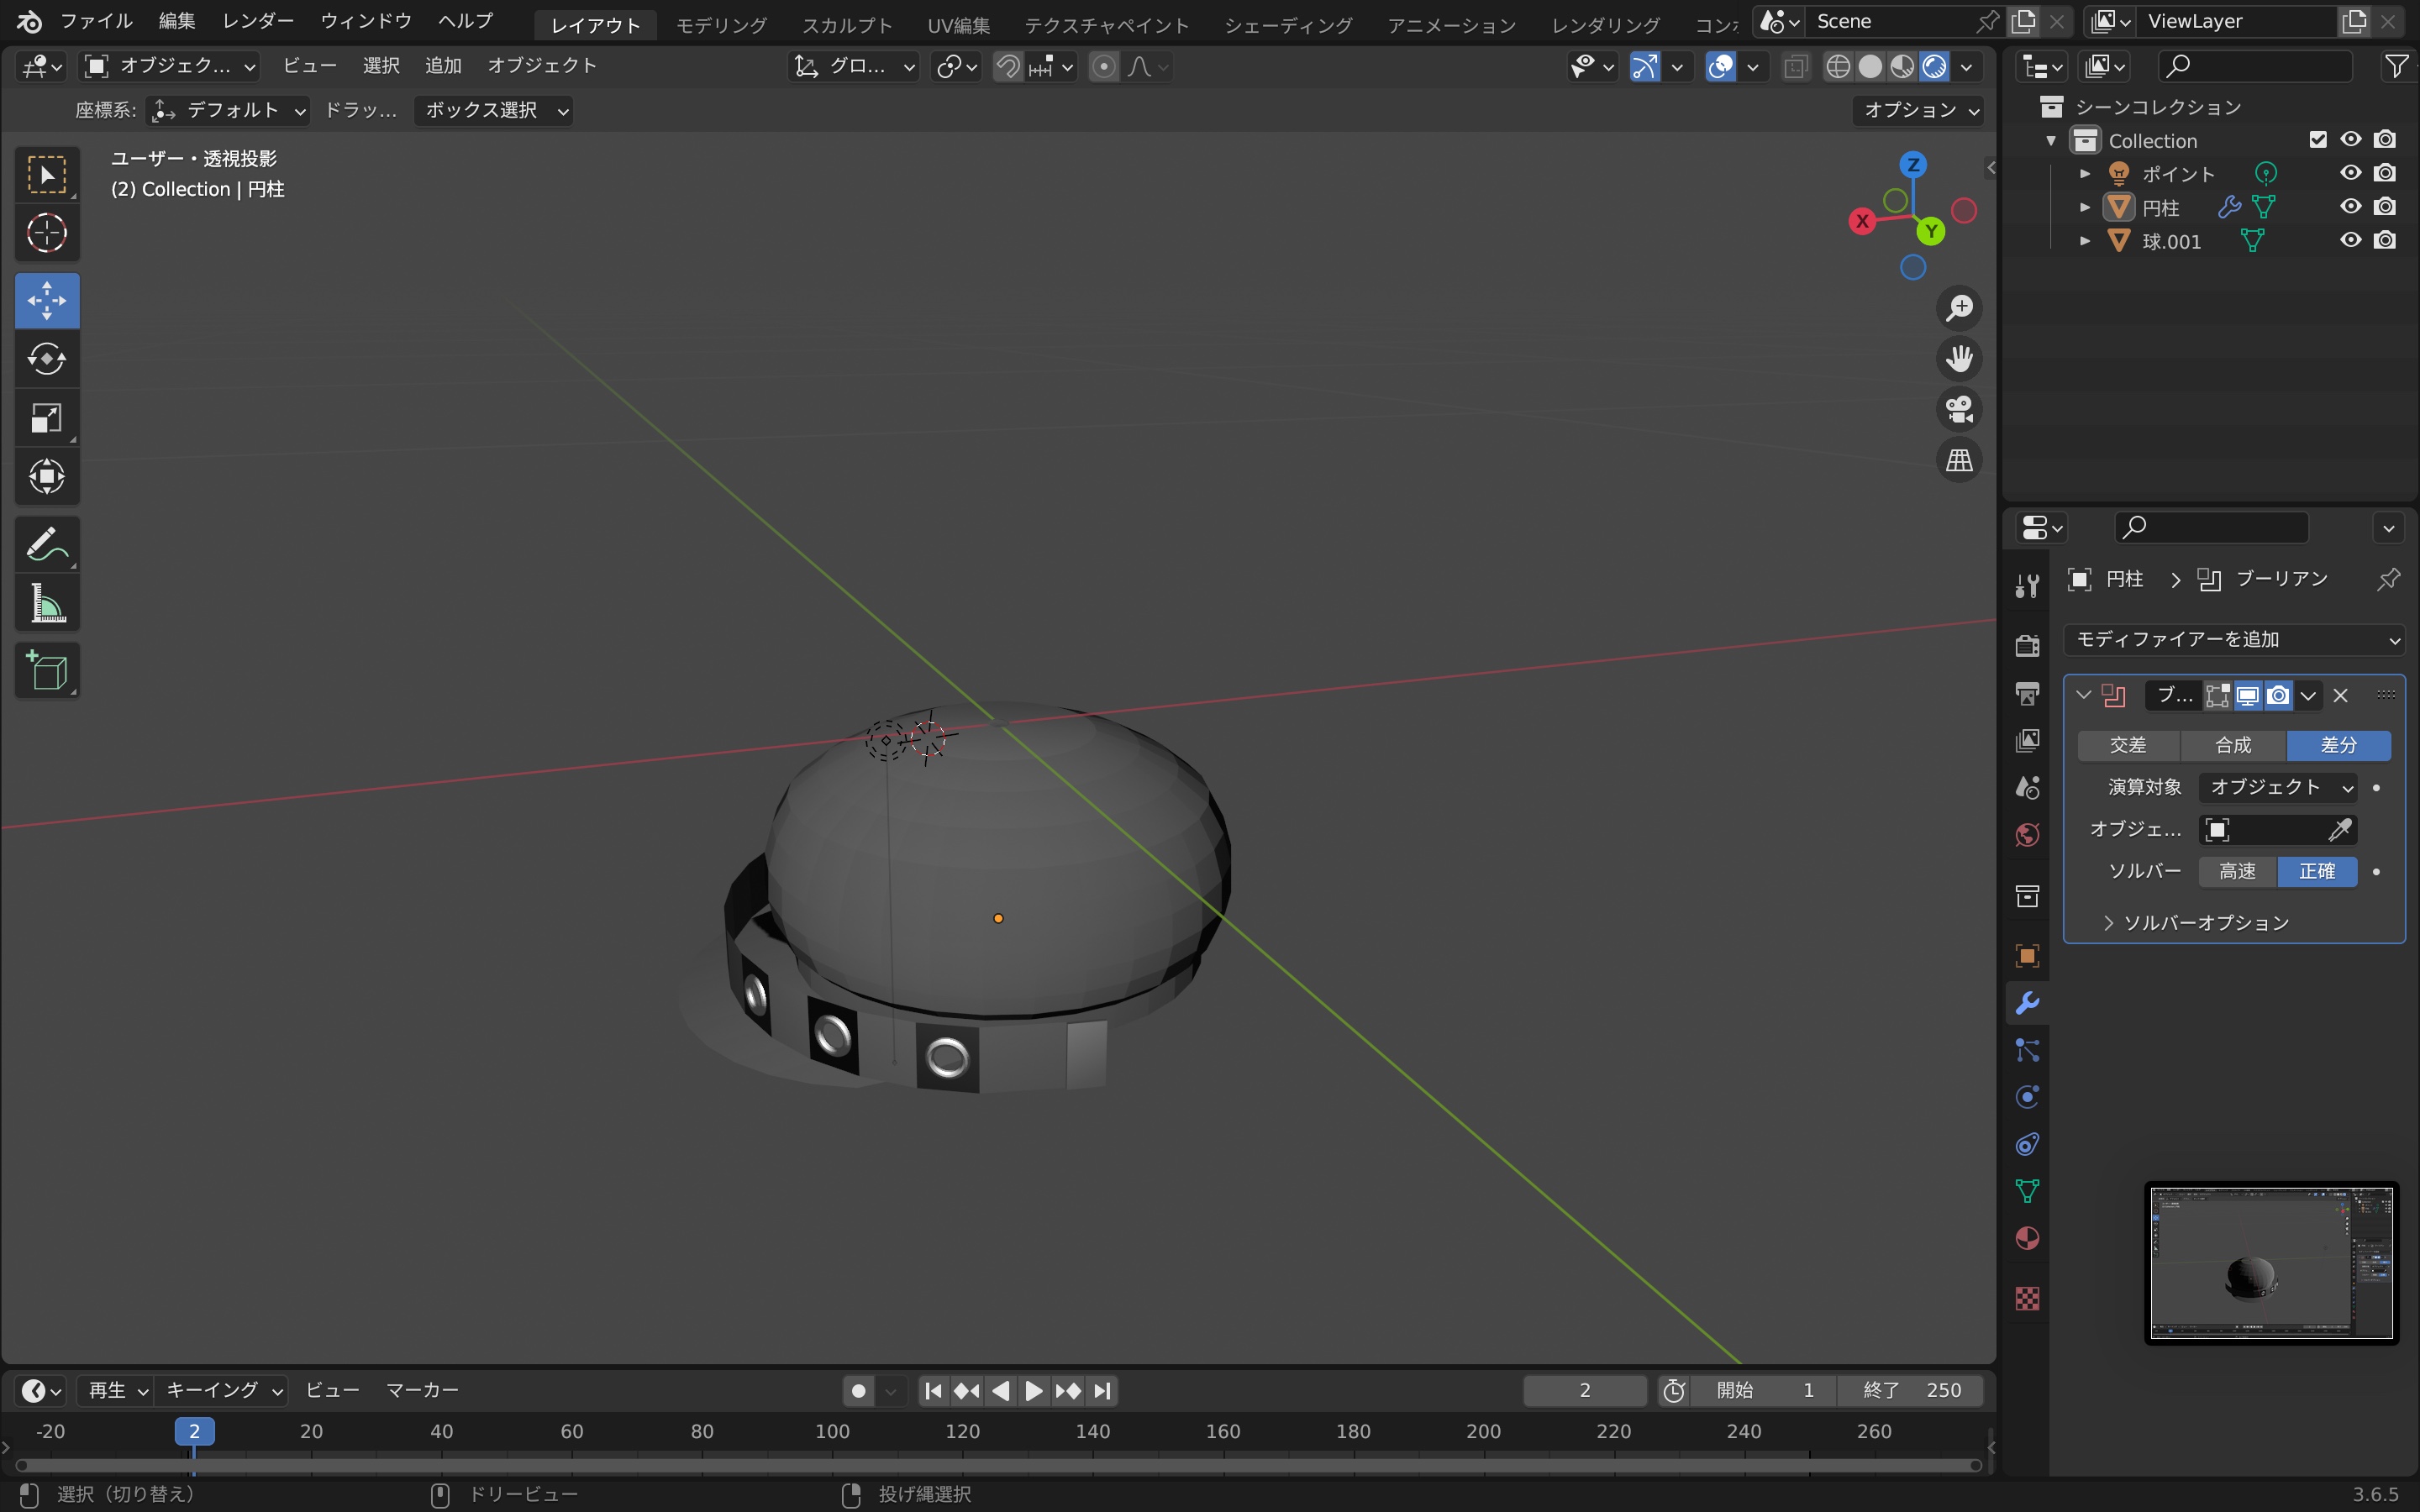 ファイル 編集 レンダー ウィンドウ ヘルプ レイアウト モデリング スカルプト UV編集 テクスチャペイント シェーディング アニメーション レンダリング Scene ViewLayer
オブジェク... ビュー 選択 追加 オブジェクト グロ...
座標系: デフォルト ドラッ... ボックス選択 オプション
ユーザー・透視投影
(2) Collection | 円柱
Z
X
Y
シーンコレクション
Collection
ポイント
円柱
球.001
円柱 > ブーリアン
モディファイアーを追加
ブ...
交差 合成 差分
演算対象 オブジェクト
オブジェ...
ソルバー 高速 正確
ソルバーオプション
再生 キーイング ビュー マーカー 2 開始 1 終了 250
-20 2 20 40 60 80 100 120 140 160 180 200 220 240 260
選択（切り替え） ドリービュー 投げ縄選択 3.6.5